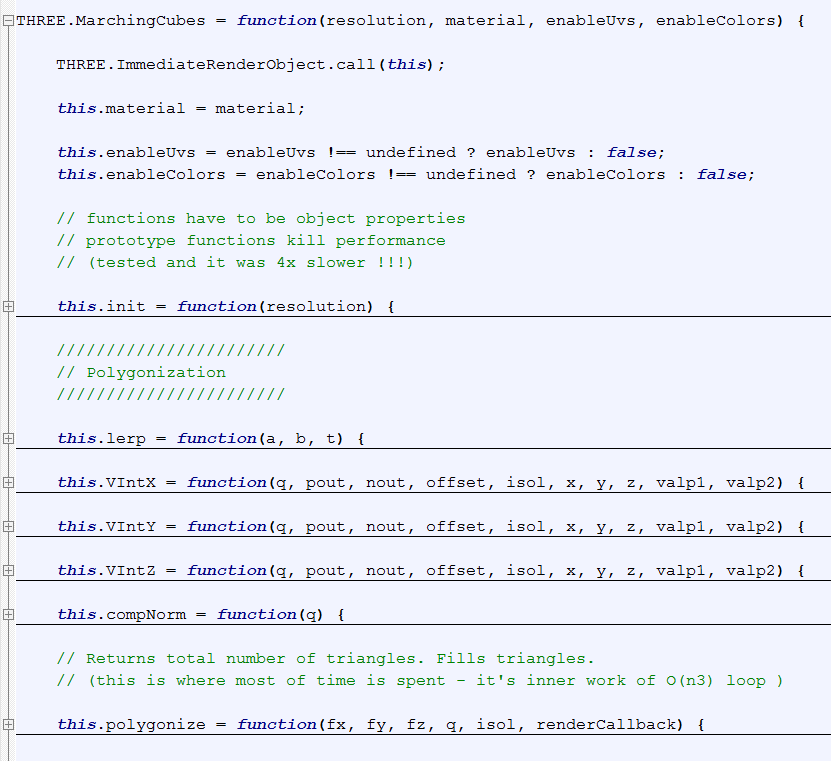 THREE.MarchingCubes = function(resolution, material, enableUvs, enableColors) {
THREE.ImmediateRenderObject.call(this);
this.material = material;
this.enableUvs = enableUvs !== undefined ? enableUvs : false;
this.enableColors = enableColors !== undefined ? enableColors : false;
// functions have to be object properties
// prototype functions kill performance
// (tested and it was 4x slower !!!)
this.init = function(resolution) {
///////////////////////
// Polygonization
///////////////////////
this.lerp = function(a, b, t) {
this.VIntX = function(q, pout, nout, offset, isol, x, y, z, valp1, valp2) {
this.VIntY = function(q, pout, nout, offset, isol, x, y, z, valp1, valp2) {
this.VIntZ = function(q, pout, nout, offset, isol, x, y, z, valp1, valp2) {
this.compNorm = function(q) {
// Returns total number of triangles. Fills triangles.
// (this is where most of time is spent - it's inner work of O(n3) loop )
this.polygonize = function(fx, fy, fz, q, isol, renderCallback) {